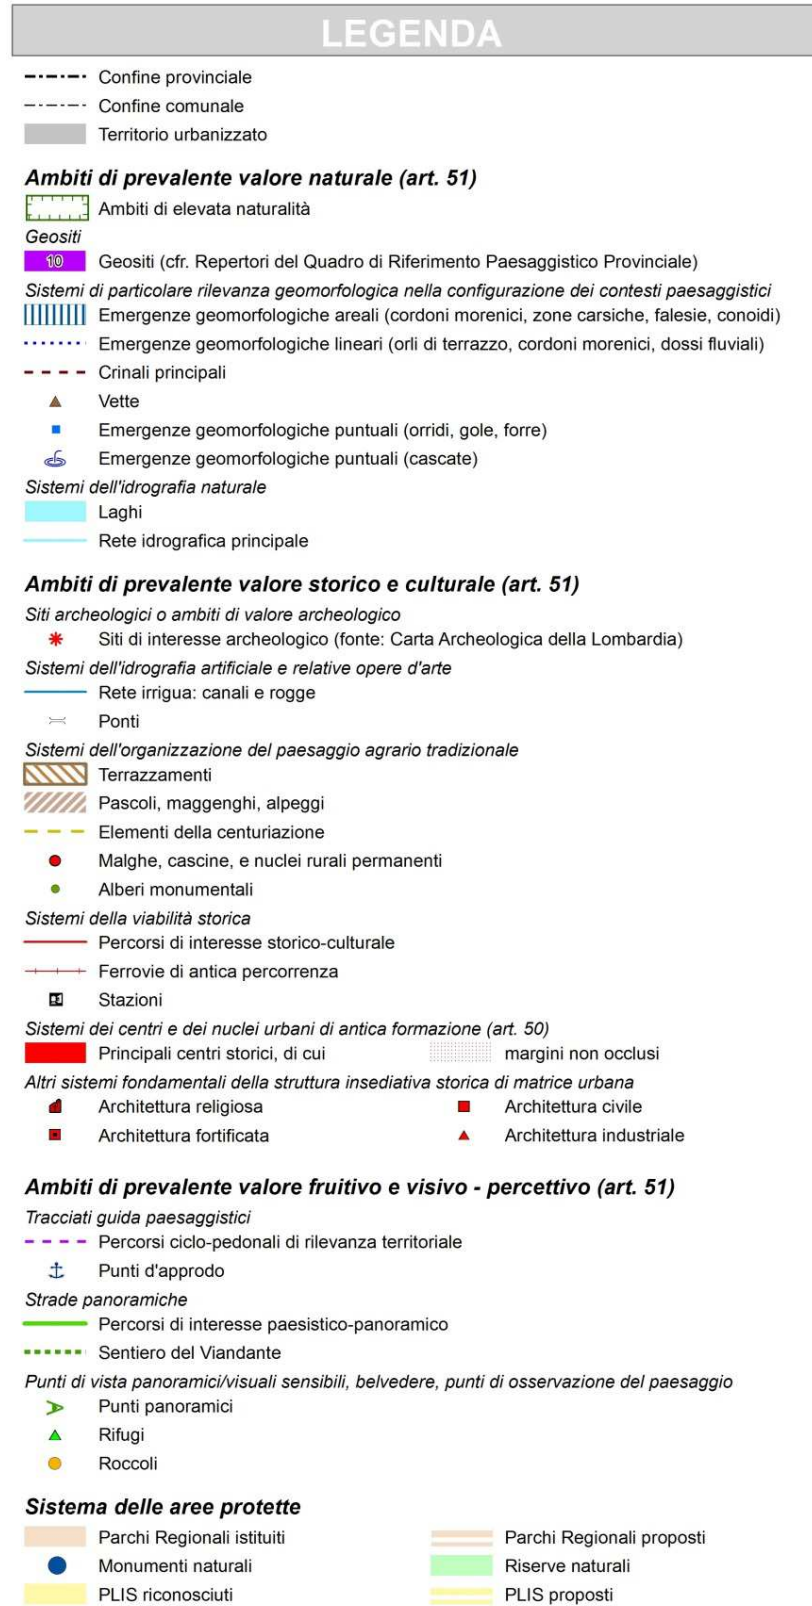 LEGENDA
Confine provinciale
Confine comunale
Territorio urbanizzato
Ambiti di prevalente valore naturale (art. 51)
Ambiti di elevata naturalità
Geositi
10 Geositi (cfr. Repertori del Quadro di Riferimento Paesaggistico Provinciale)
Sistemi di particolare rilevanza geomorfologica nella configurazione dei contesti paesaggistici
Emergenze geomorfologiche areali (cordoni morenici, zone carsiche, falesie, conoidi)
Emergenze geomorfologiche lineari (orli di terrazzo, cordoni morenici, dossi fluviali)
Crinali principali
Vette
Emergenze geomorfologiche puntuali (orridi, gole, forre)
Emergenze geomorfologiche puntuali (cascate)
Sistemi dell'idrografia naturale
Laghi
Rete idrografica principale
Ambiti di prevalente valore storico e culturale (art. 51)
Siti archeologici o ambiti di valore archeologico
Siti di interesse archeologico (fonte: Carta Archeologica della Lombardia)
Sistemi dell'idrografia artificiale e relative opere d'arte
Rete irrigua: canali e rogge
Ponti
Sistemi dell'organizzazione del paesaggio agrario tradizionale
Terrazzamenti
Pascoli, maggenghi, alpeggi
Elementi della centuriazione
Malghe, cascine, e nuclei rurali permanenti
Alberi monumentali
Sistemi della viabilità storica
Percorsi di interesse storico-culturale
Ferrovie di antica percorrenza
Stazioni
Sistemi dei centri e dei nuclei urbani di antica formazione (art. 50)
Principali centri storici, di cui margini non occlusi
Altri sistemi fondamentali della struttura insediativa storica di matrice urbana
Architettura religiosa Architettura civile
Architettura fortificata Architettura industriale
Ambiti di prevalente valore fruitivo e visivo - percettivo (art. 51)
Tracciati guida paesaggistici
Percorsi ciclo-pedonali di rilevanza territoriale
Punti d'approdo
Strade panoramiche
Percorsi di interesse paesistico-panoramico
Sentiero del Viandante
Punti di vista panoramici/visuali sensibili, belvedere, punti di osservazione del paesaggio
Punti panoramici
Rifugi
Roccoli
Sistema delle aree protette
Parchi Regionali istituiti Parchi Regionali proposti
Monumenti naturali Riserve naturali
PLIS riconosciuti PLIS proposti